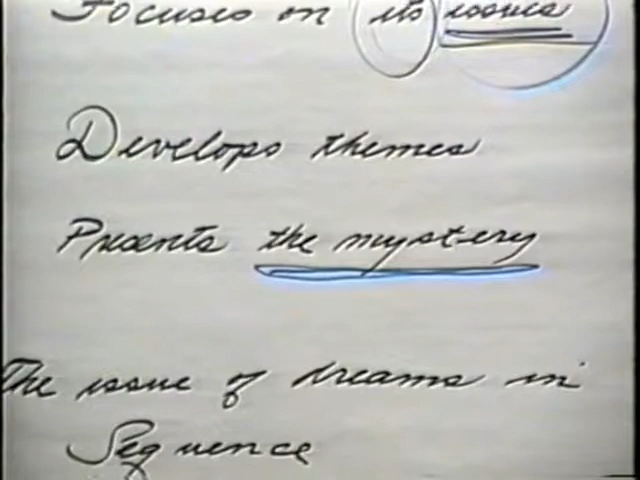 Focuses on its issues
Develops themes
Presents the mystery
The issue of dreams in
Sequence